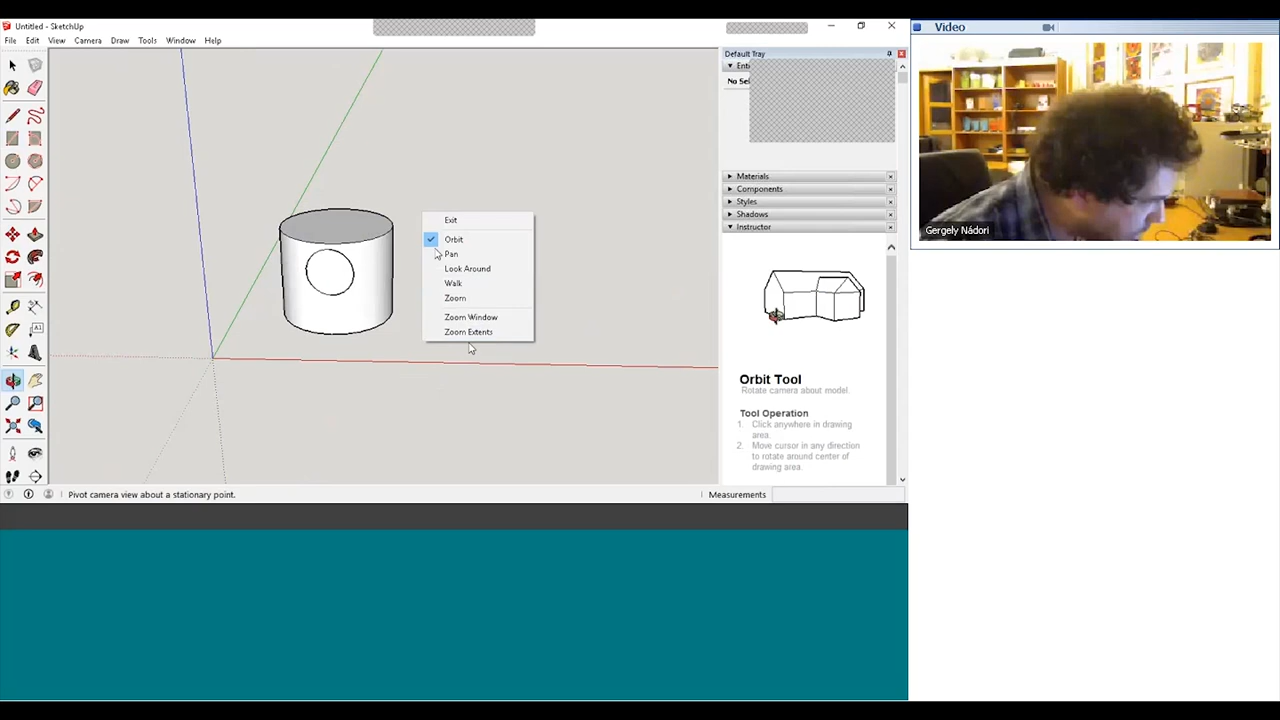 Untitled - SketchUp
File Edit View Camera Draw Tools Window Help
Default Tray
No Sel
Materials
Components
Styles
Shadows
Instructor
Exit
Orbit
Pan
Look Around
Walk
Zoom
Zoom Window
Zoom Extents
A1
Orbit Tool
Rotate camera about model.
Tool Operation
1. Click anywhere in drawing
area.
2. Move cursor in any direction
to rotate around center of
drawing area.
Pivot camera view about a stationary point.
Measurements
Video
Gergely Nádori